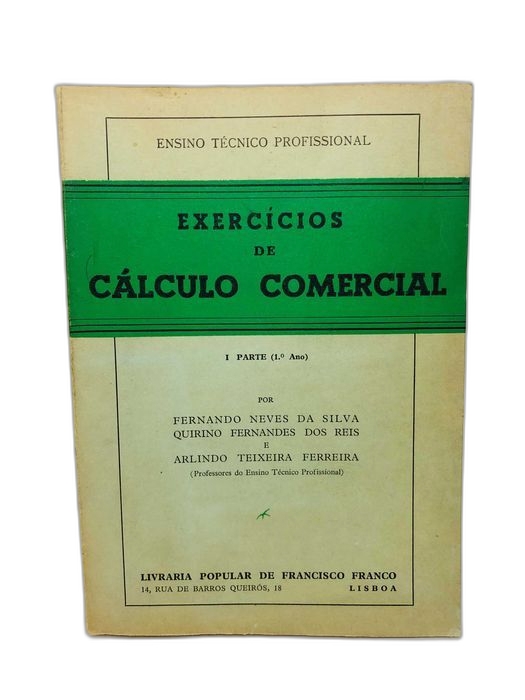 ENSINO TÉCNICO PROFISSIONAL
EXERCÍCIOS
DE
CÁLCULO COMERCIAL
I PARTE (1.º Ano)
POR
FERNANDO NEVES DA SILVA
QUIRINO FERNANDES DOS REIS
E
ARLINDO TEIXEIRA FERREIRA
(Professores do Ensino Técnico Profissional)
LIVRARIA POPULAR DE FRANCISCO FRANCO
14, RUA DE BARROS QUEIRÓS, 18 LISBOA